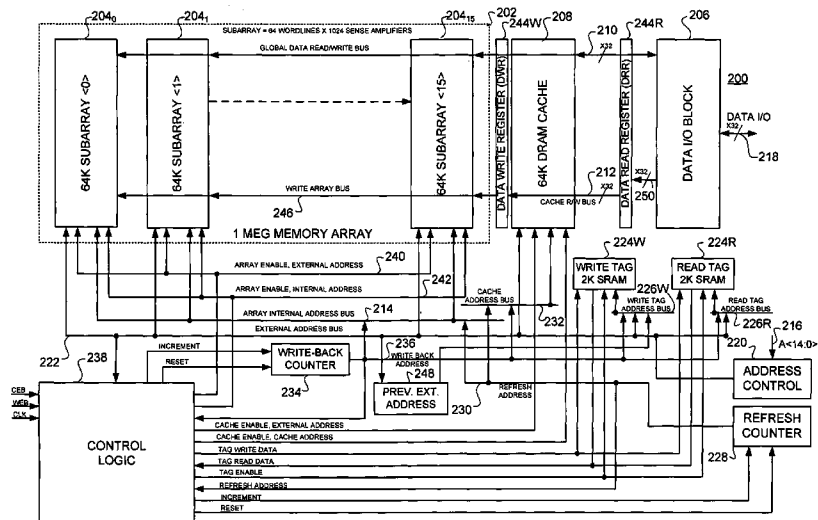 204₀
204₁
SUBARRAY = 64 WORDLINES X 1024 SENSE AMPLIFIERS
204₁₅
202
244W
208
244R
206
GLOBAL DATA READ/WRITE BUS
210
X32
200
64K SUBARRAY <0>
64K SUBARRAY <1>
64K SUBARRAY <15>
DATA WRITE REGISTER (DWR)
64K DRAM CACHE
DATA READ REGISTER (DRR)
DATA I/O BLOCK
DATA I/O
X32
218
WRITE ARRAY BUS
246
212
X32
CACHE R/W BUS
X32
250
1 MEG MEMORY ARRAY
240
ARRAY ENABLE, EXTERNAL ADDRESS
242
ARRAY ENABLE, INTERNAL ADDRESS
214
ARRAY INTERNAL ADDRESS BUS
EXTERNAL ADDRESS BUS
222
CACHE ADDRESS BUS
232
224W
224R
WRITE TAG 2K SRAM
READ TAG 2K SRAM
226W
WRITE TAG ADDRESS BUS
READ TAG ADDRESS BUS
226R
216
A<14:0>
220
ADDRESS CONTROL
238
INCREMENT
RESET
WRITE-BACK COUNTER
234
236
WRITE BACK ADDRESS
248
PREV. EXT. ADDRESS
230
REFRESH ADDRESS
REFRESH COUNTER
228
CEB
WEB
CLK
CONTROL LOGIC
CACHE ENABLE, EXTERNAL ADDRESS
CACHE ENABLE, CACHE ADDRESS
TAG WRITE DATA
TAG READ DATA
TAG ENABLE
REFRESH ADDRESS
INCREMENT
RESET